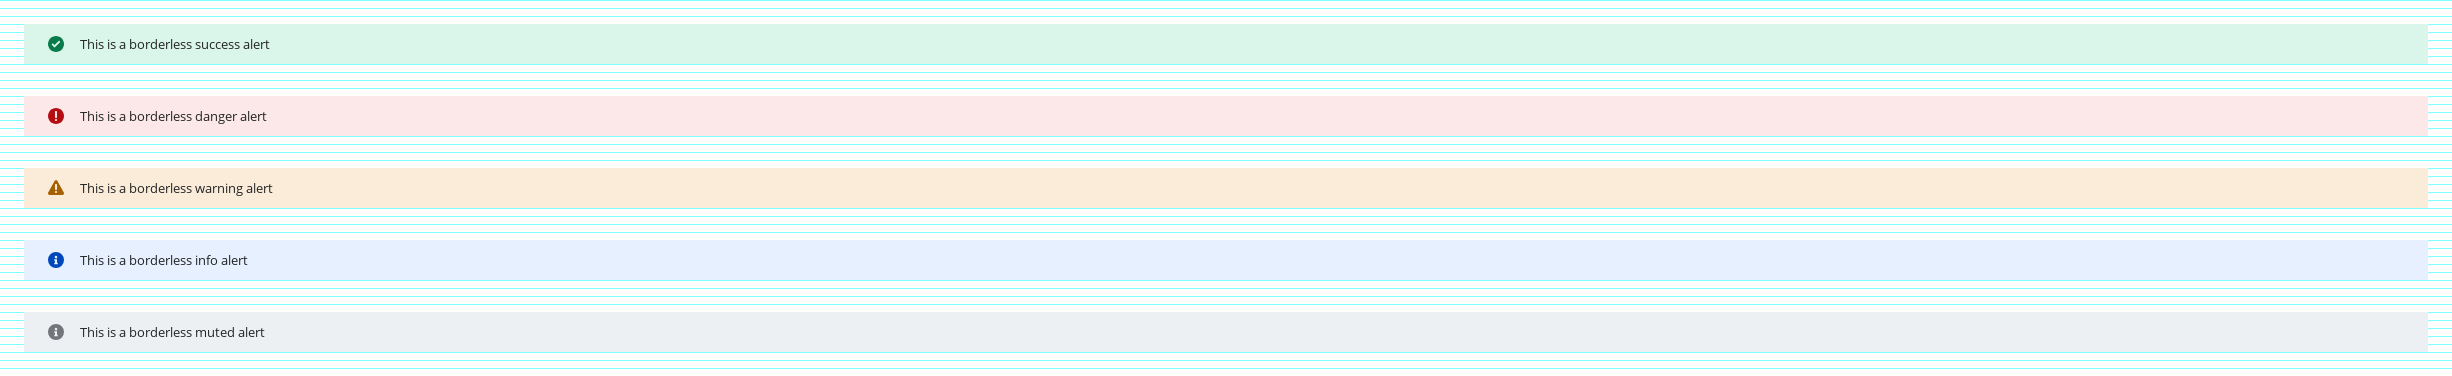 This is a borderless success alert
This is a borderless danger alert
This is a borderless warning alert
This is a borderless info alert
This is a borderless muted alert